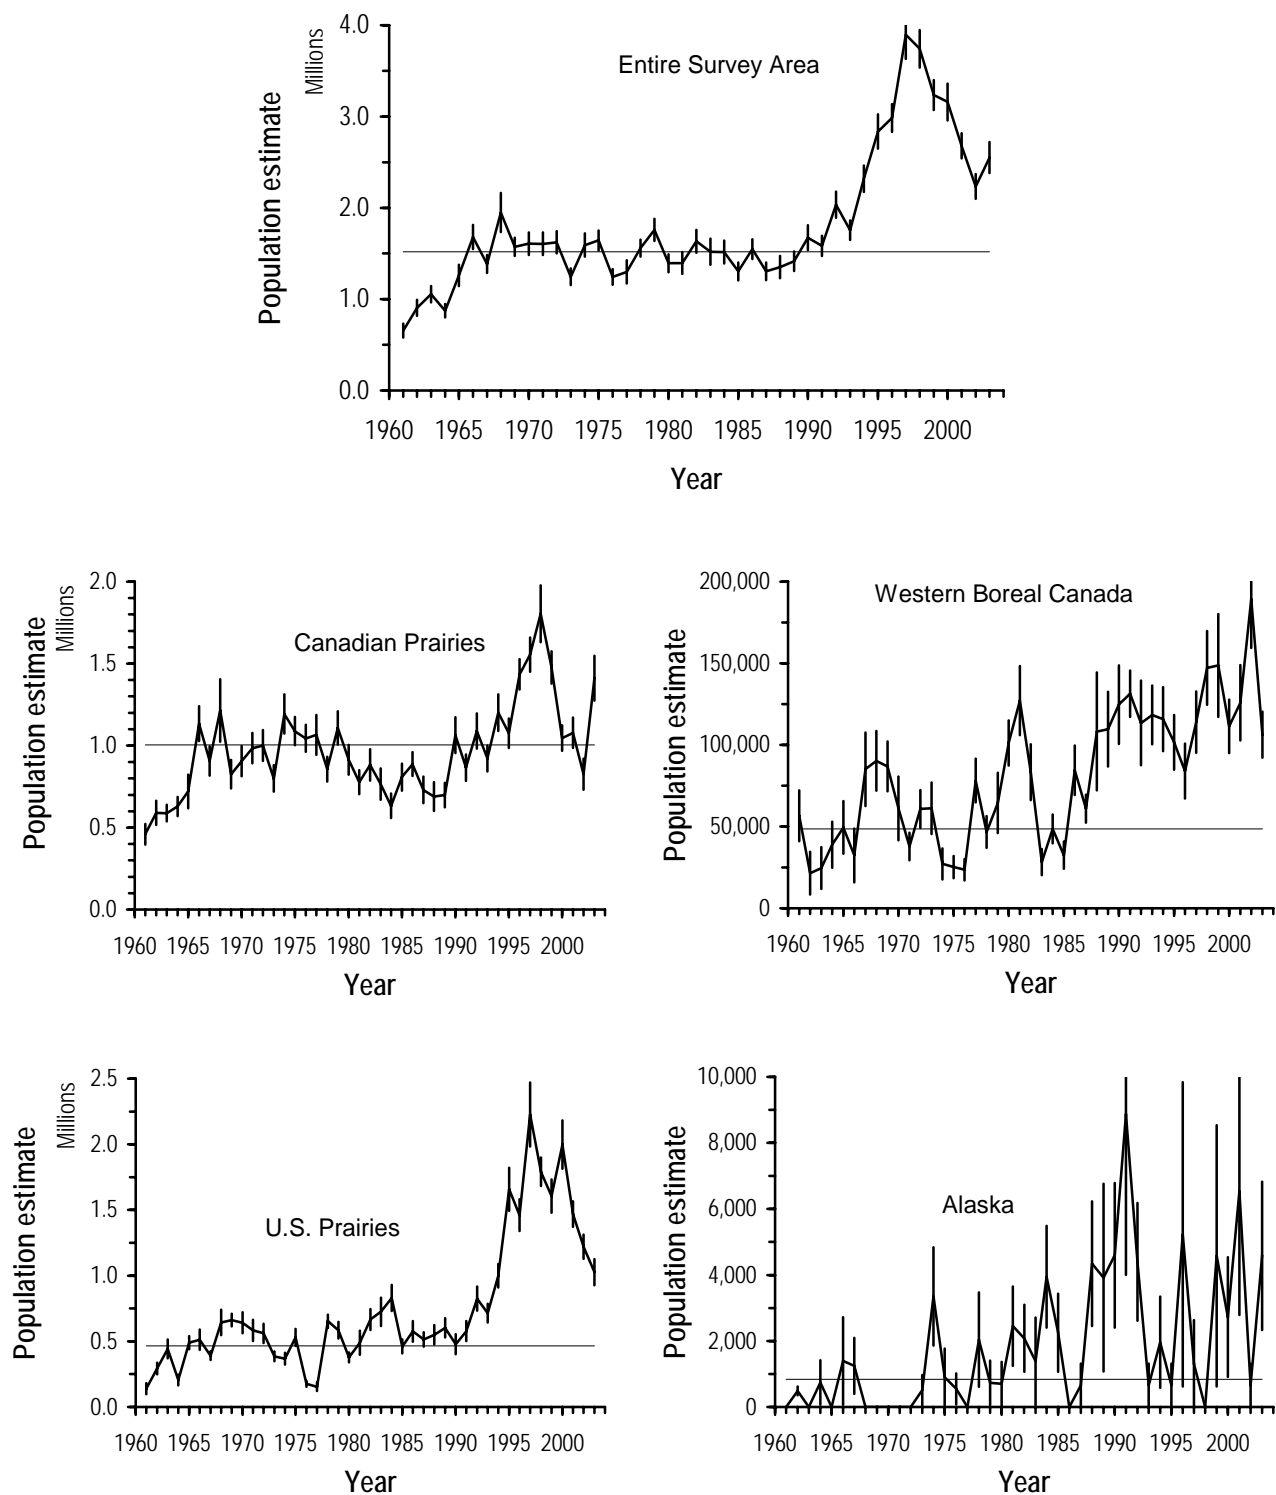 Entire Survey Area
Population estimate
Millions
4.0
3.0
2.0
1.0
0.0
1960 1965 1970 1975 1980 1985 1990 1995 2000
Year
Canadian Prairies
Population estimate
Millions
2.0
1.5
1.0
0.5
0.0
1960 1965 1970 1975 1980 1985 1990 1995 2000
Year
Western Boreal Canada
Population estimate
200,000
150,000
100,000
50,000
0
1960 1965 1970 1975 1980 1985 1990 1995 2000
Year
U.S. Prairies
Population estimate
Millions
2.5
2.0
1.5
1.0
0.5
0.0
1960 1965 1970 1975 1980 1985 1990 1995 2000
Year
Alaska
Population estimate
10,000
8,000
6,000
4,000
2,000
0
1960 1965 1970 1975 1980 1985 1990 1995 2000
Year